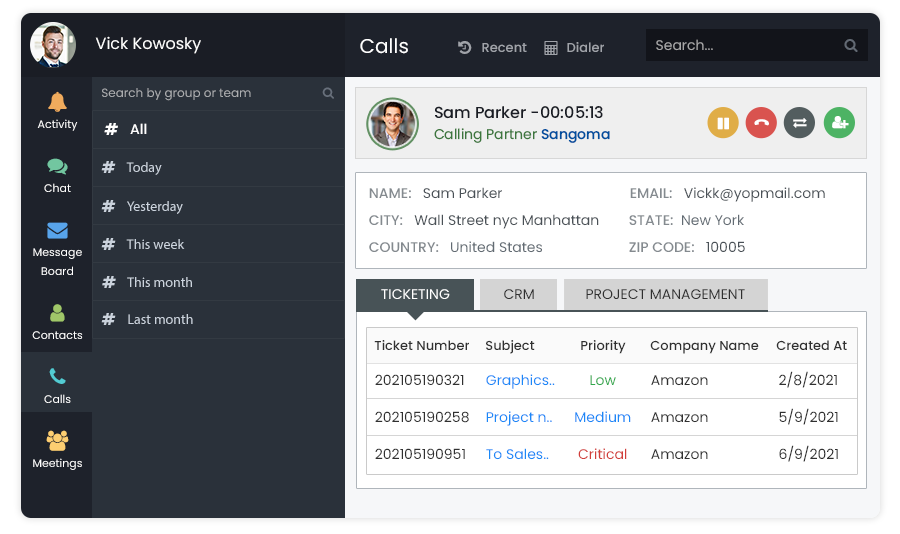 Vick Kowosky
Calls
Recent
Dialer
Search...
Activity
Chat
Message
Board
Contacts
Calls
Meetings
Search by group or team
# All
# Today
# Yesterday
# This week
# This month
# Last month
Sam Parker -00:05:13
Calling Partner Sangoma
NAME: Sam Parker
EMAIL: Vickk@yopmail.com
CITY: Wall Street nyc Manhattan
STATE: New York
COUNTRY: United States
ZIP CODE: 10005
TICKETING
CRM
PROJECT MANAGEMENT
Ticket Number Subject Priority Company Name Created At
202105190321 Graphics.. Low Amazon 2/8/2021
202105190258 Project n.. Medium Amazon 5/9/2021
202105190951 To Sales.. Critical Amazon 6/9/2021